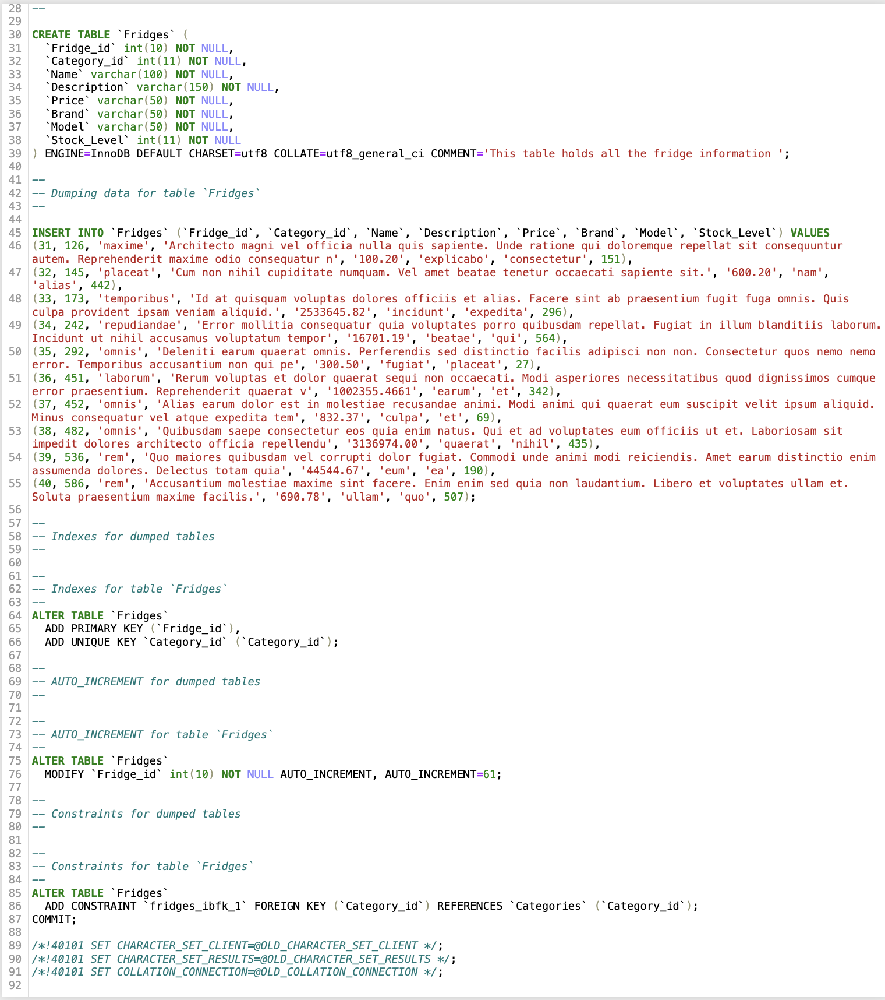 28 --
29
30 CREATE TABLE `Fridges` (
31   `Fridge_id` int(10) NOT NULL,
32   `Category_id` int(11) NOT NULL,
33   `Name` varchar(100) NOT NULL,
34   `Description` varchar(150) NOT NULL,
35   `Price` varchar(50) NOT NULL,
36   `Brand` varchar(50) NOT NULL,
37   `Model` varchar(50) NOT NULL,
38   `Stock_Level` int(11) NOT NULL
39 ) ENGINE=InnoDB DEFAULT CHARSET=utf8 COLLATE=utf8_general_ci COMMENT='This table holds all the fridge information ';
40
41 --
42 -- Dumping data for table `Fridges`
43 --
44
45 INSERT INTO `Fridges` (`Fridge_id`, `Category_id`, `Name`, `Description`, `Price`, `Brand`, `Model`, `Stock_Level`) VALUES
46 (31, 126, 'maxime', 'Architecto magni vel officia nulla quis sapiente. Unde ratione qui doloremque repellat sit consequuntur
autem. Reprehenderit maxime odio consequatur n', '100.20', 'explicabo', 'consectetur', 151),
47 (32, 145, 'placeat', 'Cum non nihil cupiditate numquam. Vel amet beatae tenetur occaecati sapiente sit.', '600.20', 'nam',
'alias', 442),
48 (33, 173, 'temporibus', 'Id at quisquam voluptas dolores officiis et alias. Facere sint ab praesentium fugit fuga omnis. Quis
culpa provident ipsam veniam aliquid.', '2533645.82', 'incidunt', 'expedita', 296),
49 (34, 242, 'repudiandae', 'Error mollitia consequatur quia voluptates porro quibusdam repellat. Fugiat in illum blanditiis laborum.
Incidunt ut nihil accusamus voluptatum tempor', '16701.19', 'beatae', 'qui', 564),
50 (35, 292, 'omnis', 'Deleniti earum quaerat omnis. Perferendis sed distinctio facilis adipisci non non. Consectetur quos nemo nemo
error. Temporibus accusantium non qui pe', '300.50', 'fugiat', 'placeat', 27),
51 (36, 451, 'laborum', 'Rerum voluptas et dolor quaerat sequi non occaecati. Modi asperiores necessitatibus quod dignissimos cumque
error praesentium. Reprehenderit quaerat v', '1002355.4661', 'earum', 'et', 342),
52 (37, 452, 'omnis', 'Alias earum dolor est in molestiae recusandae animi. Modi animi qui quaerat eum suscipit velit ipsum aliquid.
Minus consequatur vel atque expedita tem', '832.37', 'culpa', 'et', 69),
53 (38, 482, 'omnis', 'Quibusdam saepe consectetur eos quia enim natus. Qui et ad voluptates eum officiis ut et. Laboriosam sit
impedit dolores architecto officia repellendu', '3136974.00', 'quaerat', 'nihil', 435),
54 (39, 536, 'rem', 'Quo maiores quibusdam vel corrupti dolor fugiat. Commodi unde animi modi reiciendis. Amet earum distinctio enim
assumenda dolores. Delectus totam quia', '44544.67', 'eum', 'ea', 190),
55 (40, 586, 'rem', 'Accusantium molestiae maxime sint facere. Enim enim sed quia non laudantium. Libero et voluptates ullam et.
Soluta praesentium maxime facilis.', '690.78', 'ullam', 'quo', 507);
56
57 --
58 -- Indexes for dumped tables
59 --
60
61 --
62 -- Indexes for table `Fridges`
63 --
64 ALTER TABLE `Fridges`
65   ADD PRIMARY KEY (`Fridge_id`),
66   ADD UNIQUE KEY `Category_id` (`Category_id`);
67
68 --
69 -- AUTO_INCREMENT for dumped tables
70 --
71
72 --
73 -- AUTO_INCREMENT for table `Fridges`
74 --
75 ALTER TABLE `Fridges`
76   MODIFY `Fridge_id` int(10) NOT NULL AUTO_INCREMENT, AUTO_INCREMENT=61;
77
78 --
79 -- Constraints for dumped tables
80 --
81
82 --
83 -- Constraints for table `Fridges`
84 --
85 ALTER TABLE `Fridges`
86   ADD CONSTRAINT `fridges_ibfk_1` FOREIGN KEY (`Category_id`) REFERENCES `Categories` (`Category_id`);
87 COMMIT;
88
89 /*!40101 SET CHARACTER_SET_CLIENT=@OLD_CHARACTER_SET_CLIENT */;
90 /*!40101 SET CHARACTER_SET_RESULTS=@OLD_CHARACTER_SET_RESULTS */;
91 /*!40101 SET COLLATION_CONNECTION=@OLD_COLLATION_CONNECTION */;
92